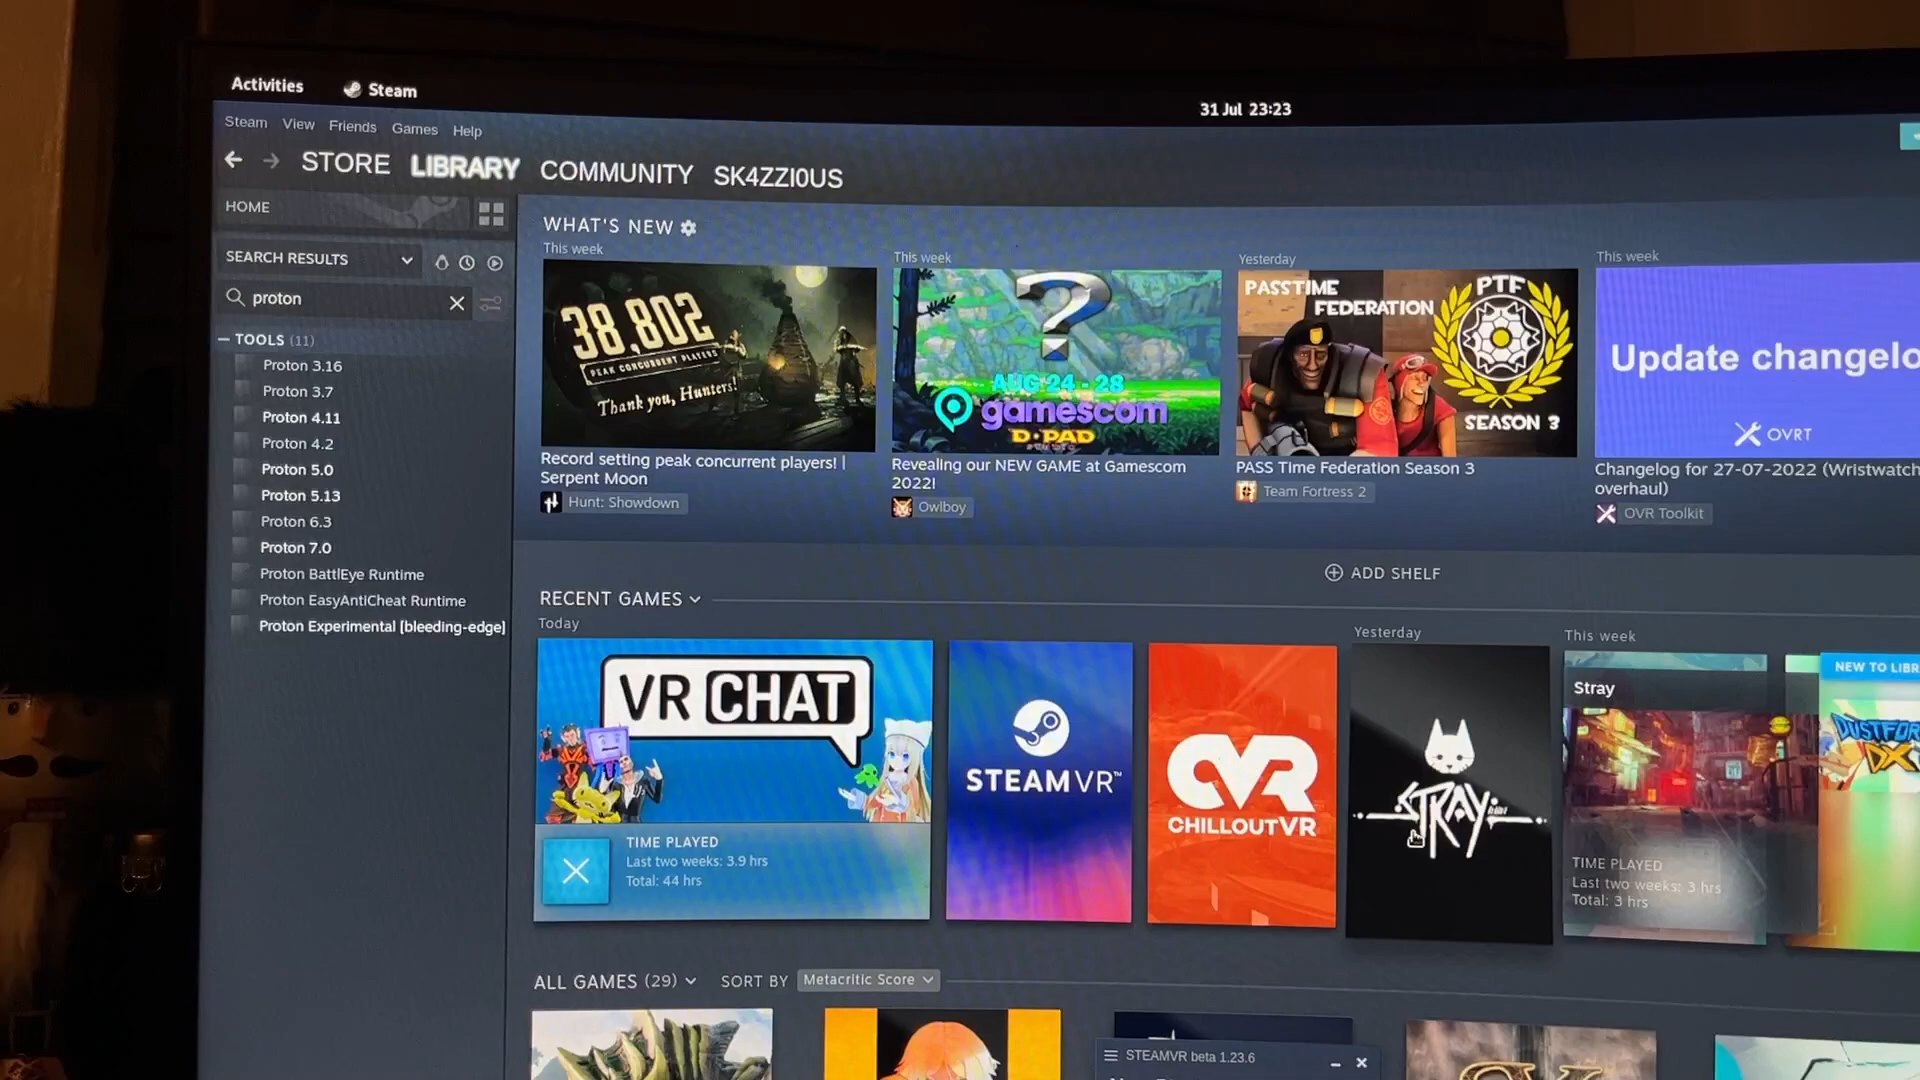 Activities
Steam
31 Jul 23:23
Steam View Friends Games Help
STORE LIBRARY COMMUNITY SK4ZZI0US
HOME
SEARCH RESULTS
proton
TOOLS (11)
Proton 3.16
Proton 3.7
Proton 4.11
Proton 4.2
Proton 5.0
Proton 5.13
Proton 6.3
Proton 7.0
Proton BattlEye Runtime
Proton EasyAntiCheat Runtime
Proton Experimental [bleeding-edge]
WHAT'S NEW
This week
38,802
PEAK CONCURRENT PLAYERS
Thank you, Hunters!
Record setting peak concurrent players! |
Serpent Moon
Hunt: Showdown
This week
?
AUG 24 - 28
gamescom
D-PAD
Revealing our NEW GAME at Gamescom
2022!
Owlboy
Yesterday
PASSTIME
FEDERATION
PTF
SEASON 3
PASS Time Federation Season 3
Team Fortress 2
This week
Update changelo
OVRT
Changelog for 27-07-2022 (Wristwatch
overhaul)
OVR Toolkit
ADD SHELF
RECENT GAMES
Today
VR CHAT
TIME PLAYED
Last two weeks: 3.9 hrs
Total: 44 hrs
STEAMVR™
CVR
CHILLOUTVR
Yesterday
STRAY
This week
Stray
TIME PLAYED
Last two weeks: 3 hrs
Total: 3 hrs
NEW TO LIBR
DUSTFOR
DX
ALL GAMES (29)
SORT BY Metacritic Score
STEAMVR beta 1.23.6